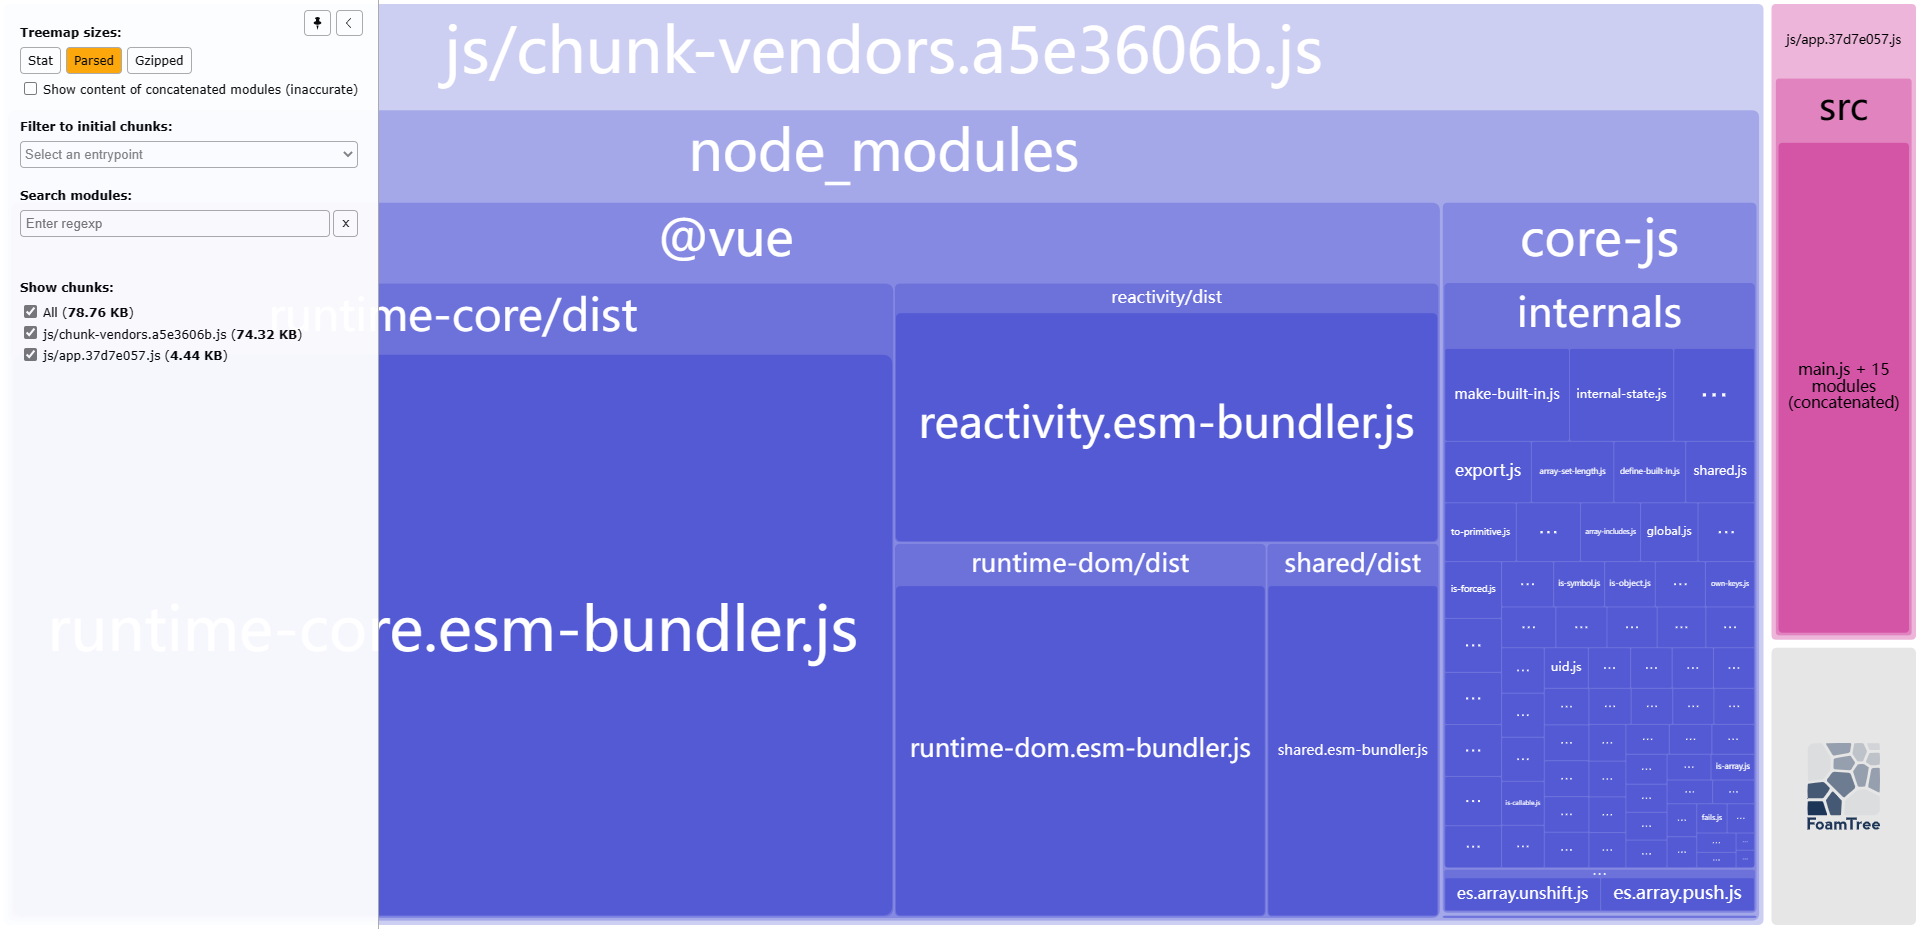 Treemap sizes:
Stat
Parsed
Gzipped
Show content of concatenated modules (inaccurate)
Filter to initial chunks:
Select an entrypoint
Search modules:
Enter regexp
x
Show chunks:
All (78.76 KB)
js/chunk-vendors.a5e3606b.js (74.32 KB)
js/app.37d7e057.js (4.44 KB)
js/chunk-vendors.a5e3606b.js
node_modules
@vue
runtime-core/dist
runtime-core.esm-bundler.js
reactivity/dist
reactivity.esm-bundler.js
runtime-dom/dist
runtime-dom.esm-bundler.js
shared/dist
shared.esm-bundler.js
core-js
internals
make-built-in.js
internal-state.js
...
export.js
array-set-length.js
define-built-in.js
shared.js
to-primitive.js
...
array-includes.js
global.js
...
is-forced.js
...
is-symbol.js
is-object.js
...
own-keys.js
uid.js
is-array.js
is-callable.js
fails.js
...
es.array.unshift.js
es.array.push.js
js/app.37d7e057.js
src
main.js + 15
modules
(concatenated)
FoamTree